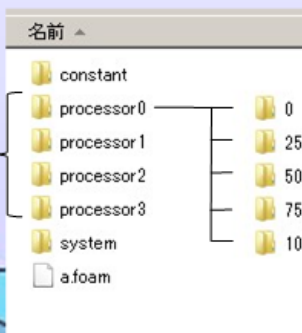 名前
constant
processor0
processor1
processor2
processor3
system
a.foam
0
25
50
75
10